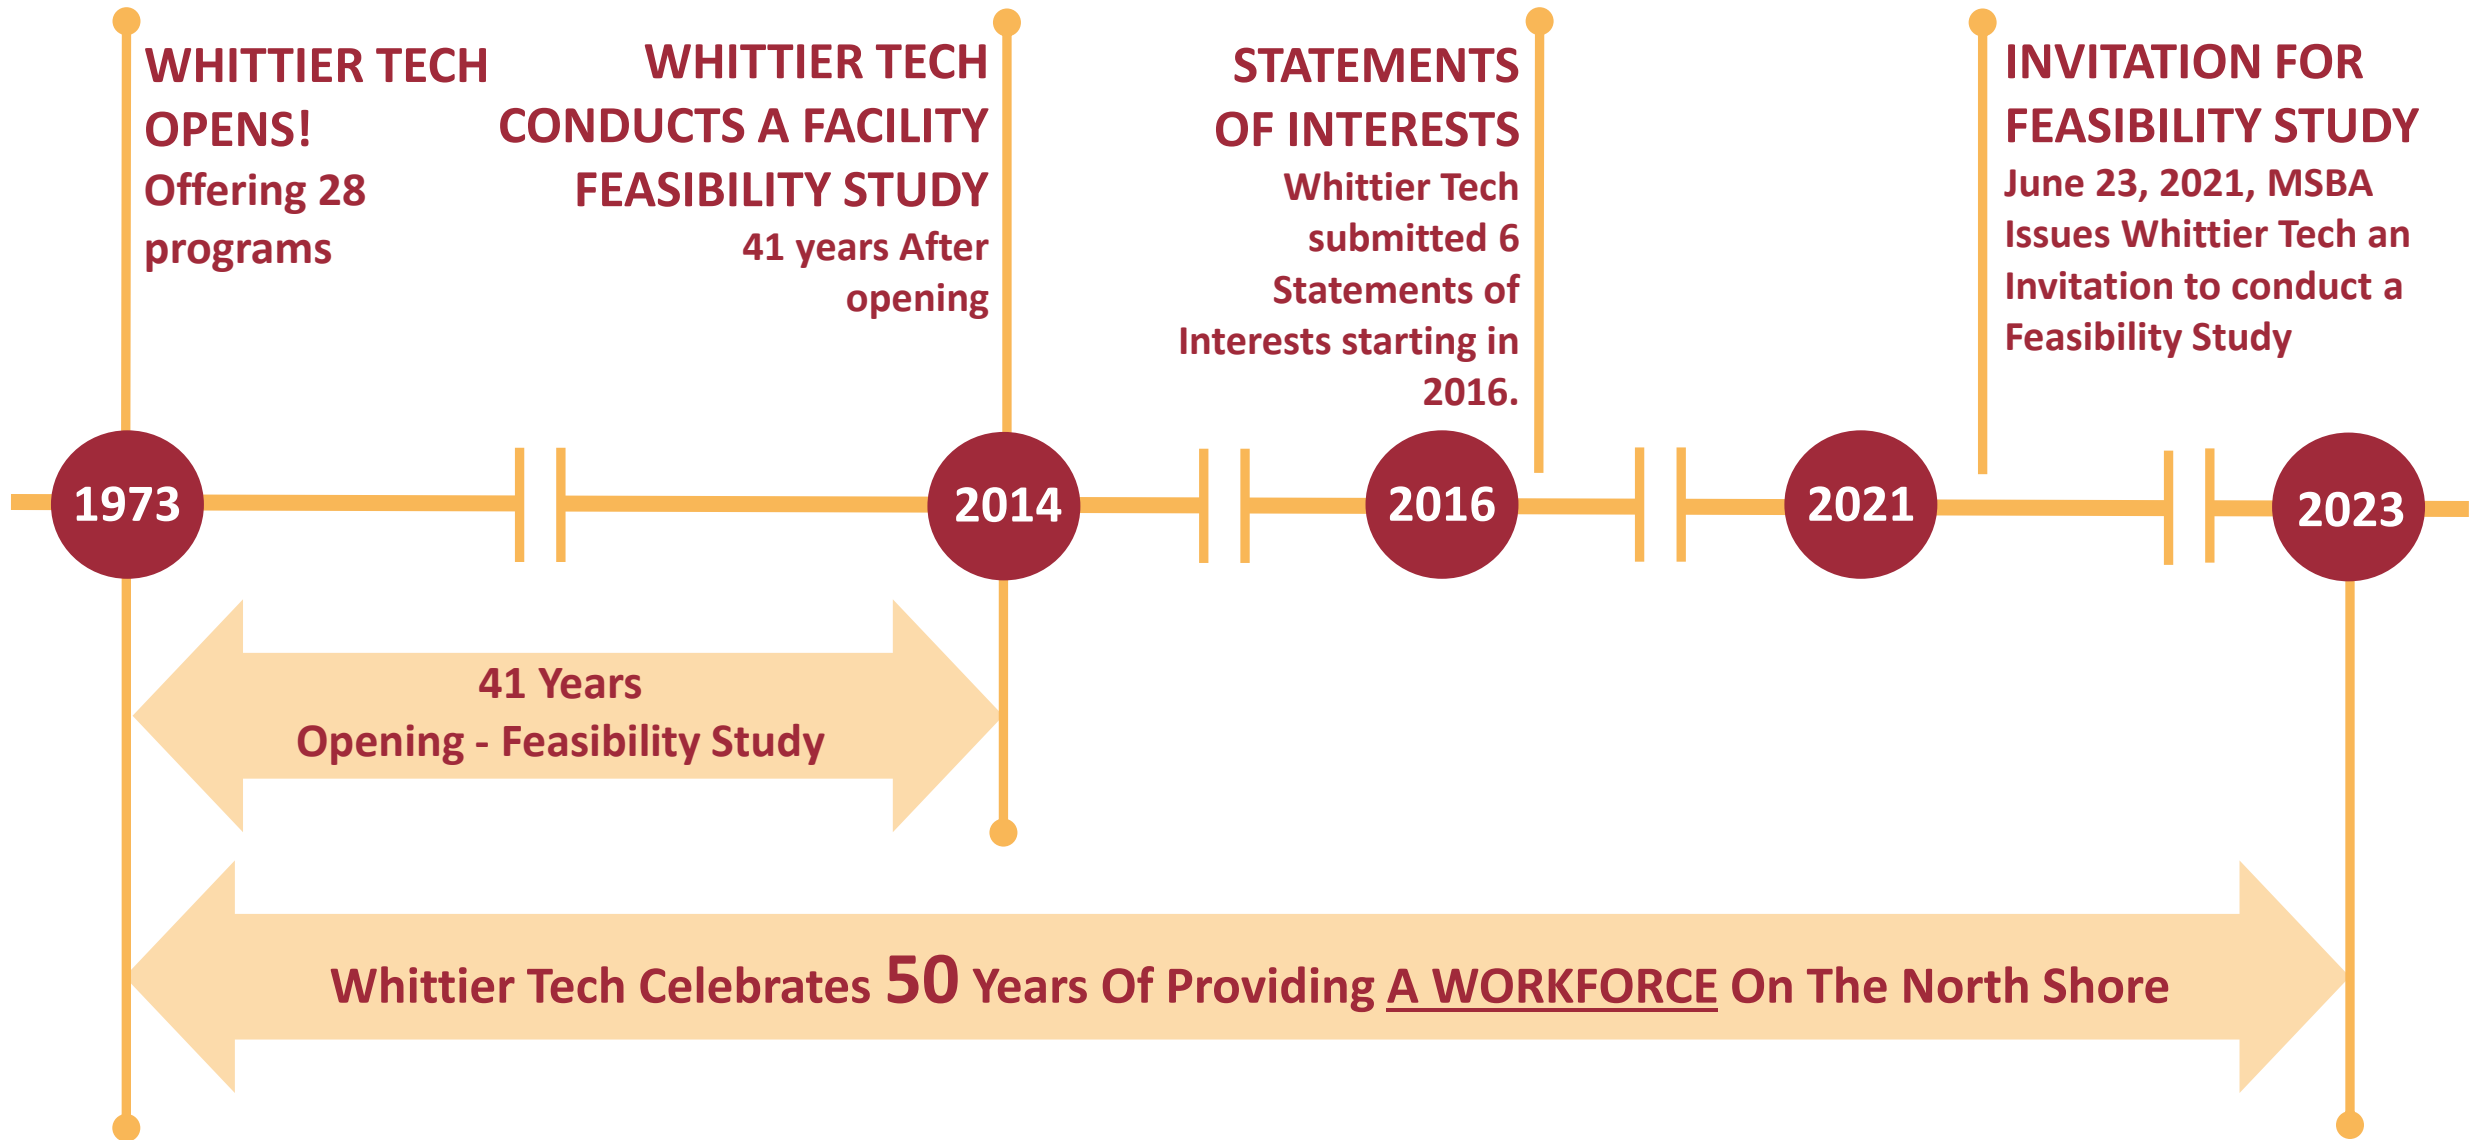 WHITTIER TECH
OPENS!
Offering 28
programs
WHITTIER TECH
CONDUCTS A FACILITY
FEASIBILITY STUDY
41 years After
opening
STATEMENTS
OF INTERESTS
Whittier Tech
submitted 6
Statements of
Interests starting in
2016.
INVITATION FOR
FEASIBILITY STUDY
June 23, 2021, MSBA
Issues Whittier Tech an
Invitation to conduct a
Feasibility Study
1973
2014
2016
2021
2023
41 Years
Opening - Feasibility Study
Whittier Tech Celebrates 50 Years Of Providing A WORKFORCE On The North Shore